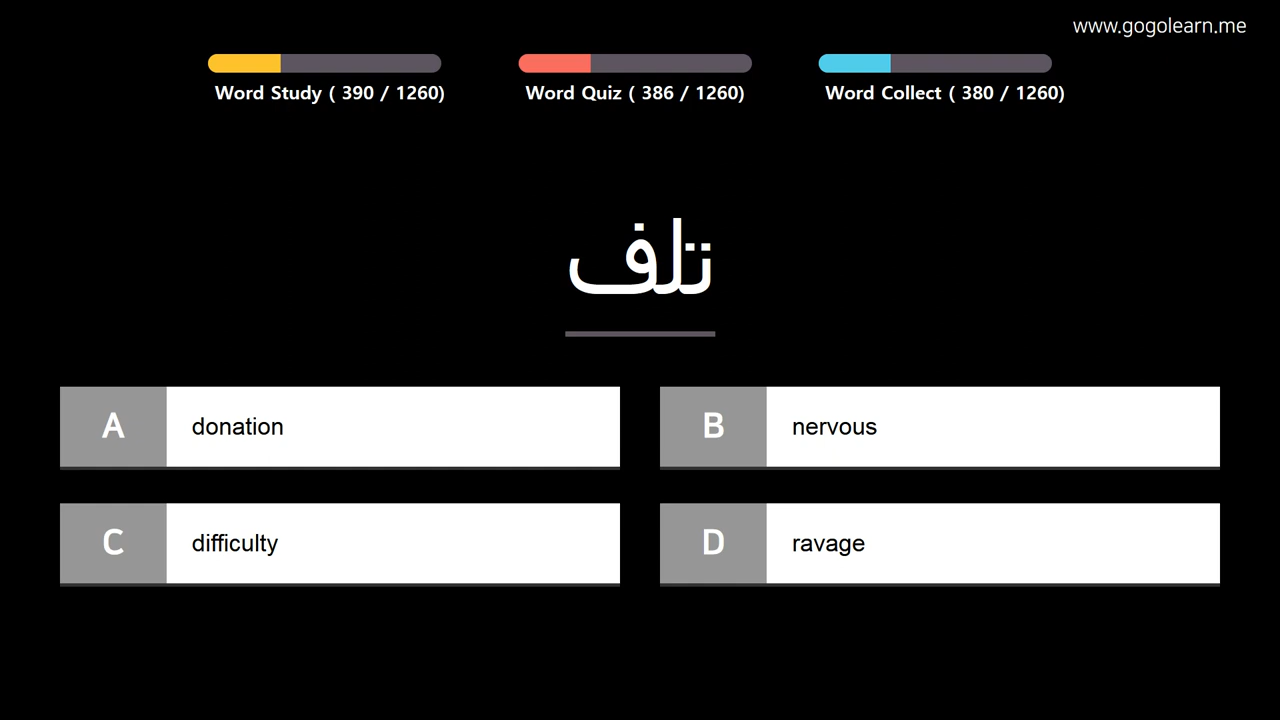 www.gogolearn.me
Word Study ( 390 / 1260)
Word Quiz ( 386 / 1260)
Word Collect ( 380 / 1260)
تلف
A donation
B nervous
C difficulty
D ravage